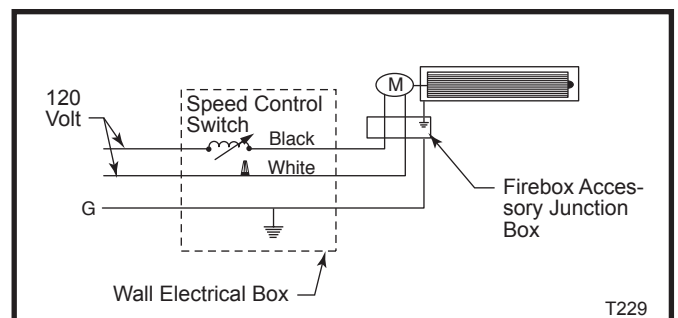 120
Volt
Speed Control
Switch
Black
White
M
G
Firebox Acces-
sory Junction
Box
Wall Electrical Box
T229